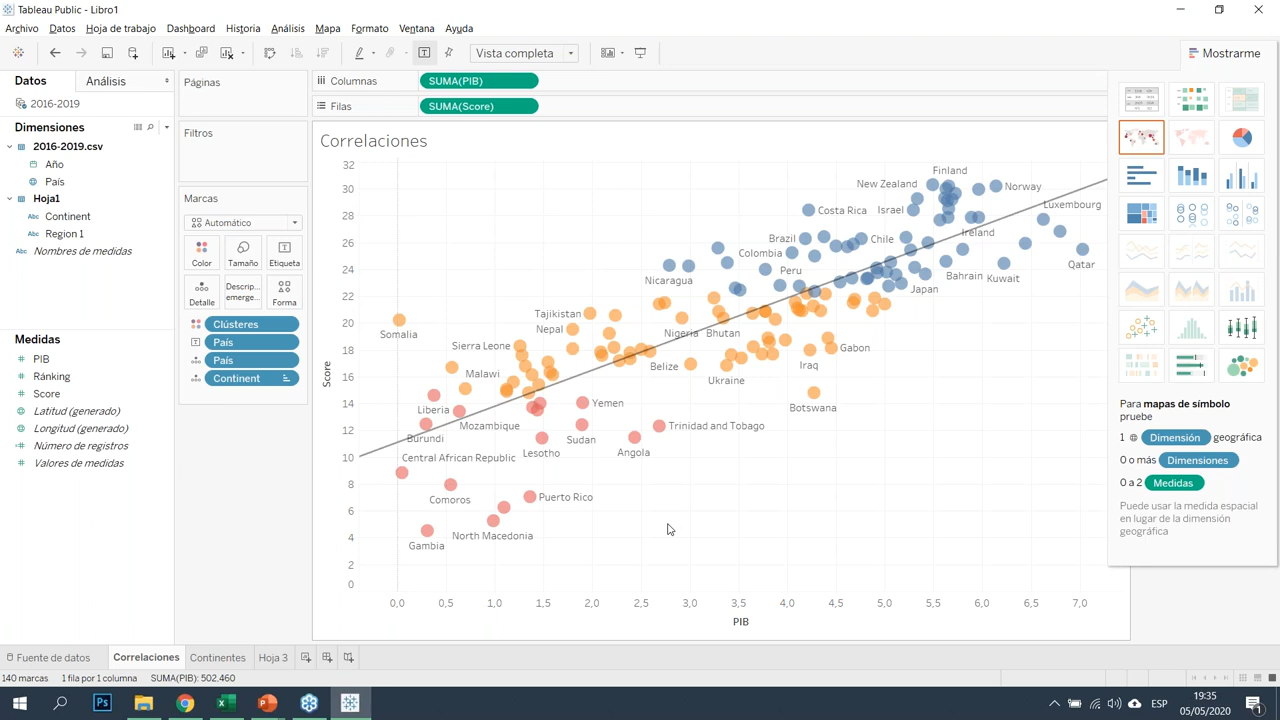 Tableau Public - Libro1
Archivo Datos Hoja de trabajo Dashboard Historia Análisis Mapa Formato Ventana Ayuda
Vista completa
Mostrarme
Datos Análisis
2016-2019
Dimensiones
2016-2019.csv
Año
País
Hoja1
Abc Continent
Abc Region 1
Abc Nombres de medidas
Medidas
PIB
Ránking
Score
Latitud (generado)
Longitud (generado)
Número de registros
Valores de medidas
Páginas
Filtros
Marcas
Automático
Color Tamaño Etiqueta
Detalle Descrip... emerge... Forma
Clústeres
País
País
Continent
Columnas SUMA(PIB)
Filas SUMA(Score)
Correlaciones
Score
32
30
28
26
24
22
20
18
16
14
12
10
8
6
4
2
0
Finland
New Zealand
Norway
Costa Rica
Israel
Luxembourg
Brazil
Chile
Ireland
Colombia
Qatar
Nicaragua
Peru
Bahrain
Kuwait
Japan
Tajikistan
Somalia
Nepal
Nigeria
Bhutan
Sierra Leone
Gabon
Malawi
Belize
Iraq
Ukraine
Liberia
Yemen
Botswana
Burundi
Mozambique
Sudan
Trinidad and Tobago
Central African Republic
Lesotho
Angola
Comoros
Puerto Rico
North Macedonia
Gambia
0,0 0,5 1,0 1,5 2,0 2,5 3,0 3,5 4,0 4,5 5,0 5,5 6,0 6,5 7,0
PIB
Para mapas de símbolo
pruebe
1 Dimensión geográfica
0 o más Dimensiones
0 a 2 Medidas
Puede usar la medida espacial
en lugar de la dimensión
geográfica
Fuente de datos Correlaciones Continentes Hoja 3
140 marcas 1 fila por 1 columna SUMA(PIB): 502.460
Ps
ESP
19:35
05/05/2020
1